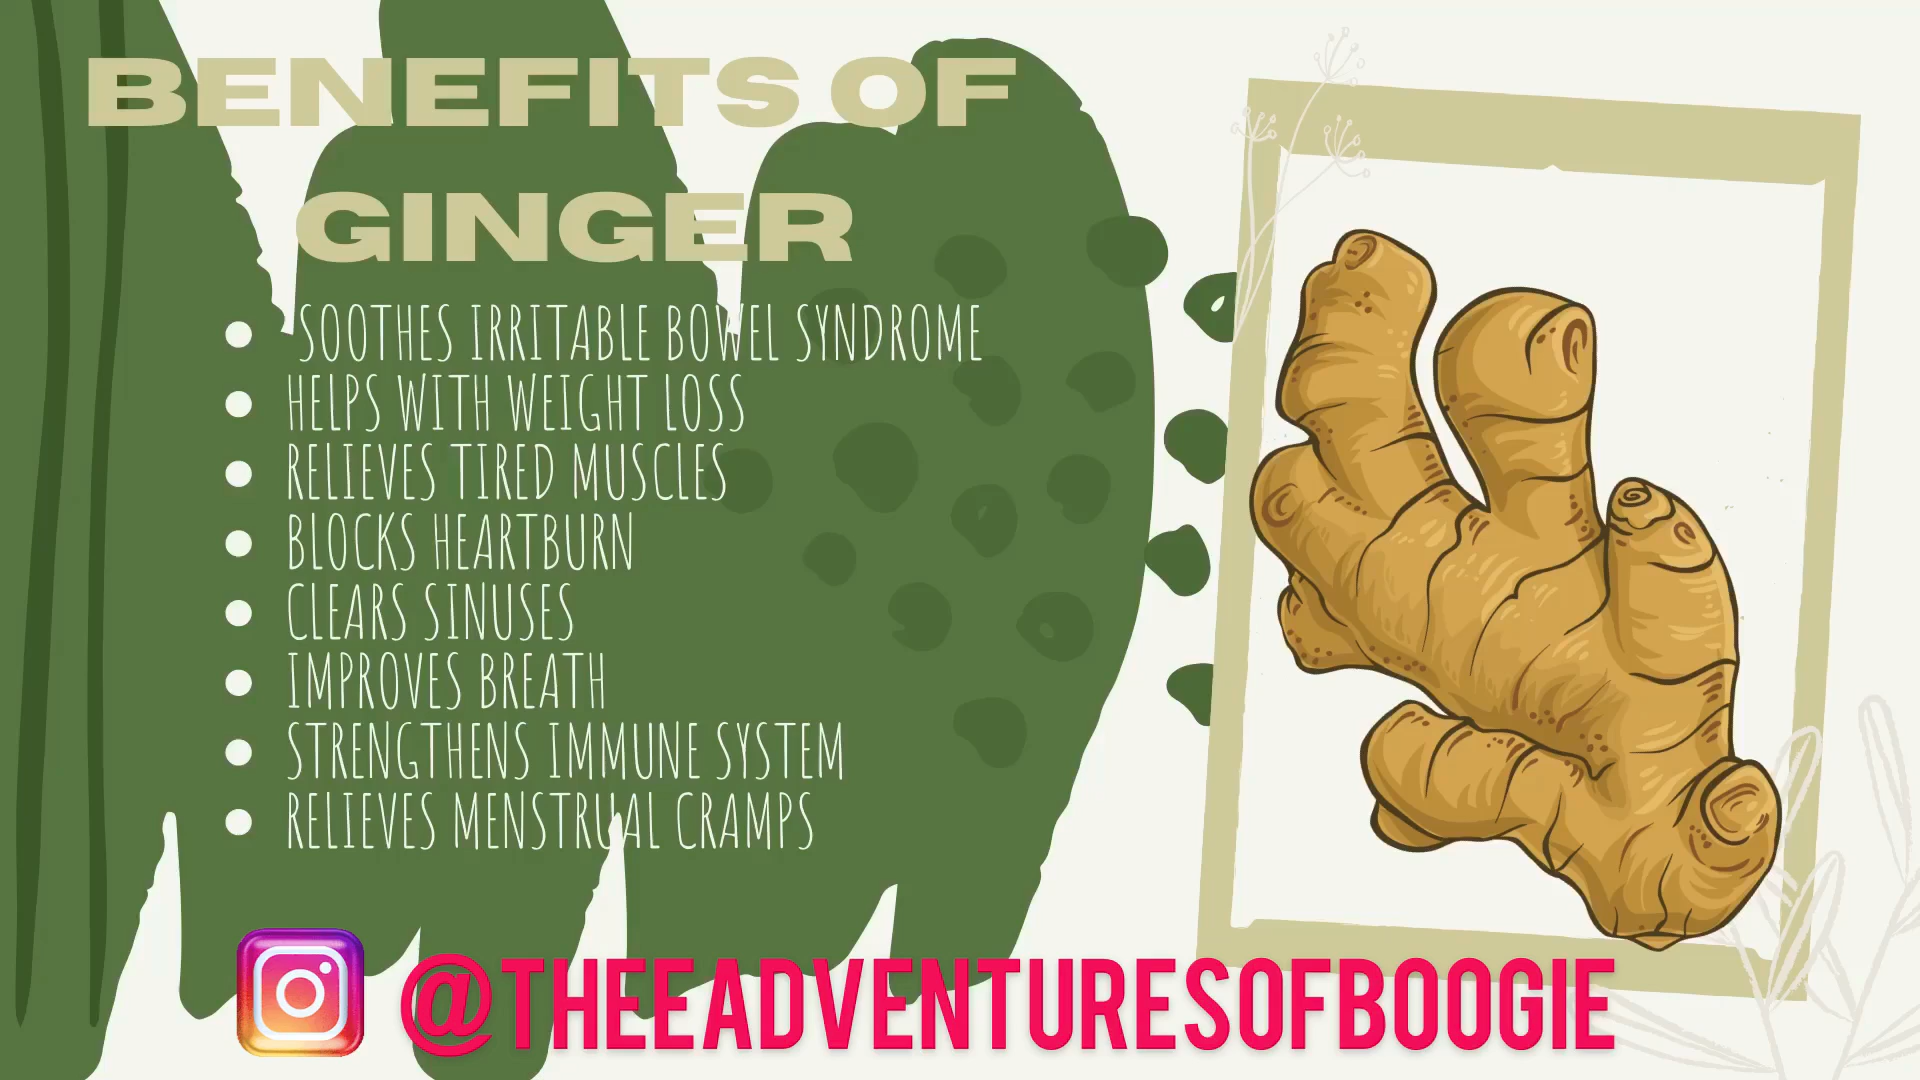 BENEFITS OF
GINGER
SOOTHES IRRITABLE BOWEL SYNDROME
HELPS WITH WEIGHT LOSS
RELIEVES TIRED MUSCLES
BLOCKS HEARTBURN
CLEARS SINUSES
IMPROVES BREATH
STRENGTHENS IMMUNE SYSTEM
RELIEVES MENSTRUAL CRAMPS
@THEEADVENTURESOFBOOGIE